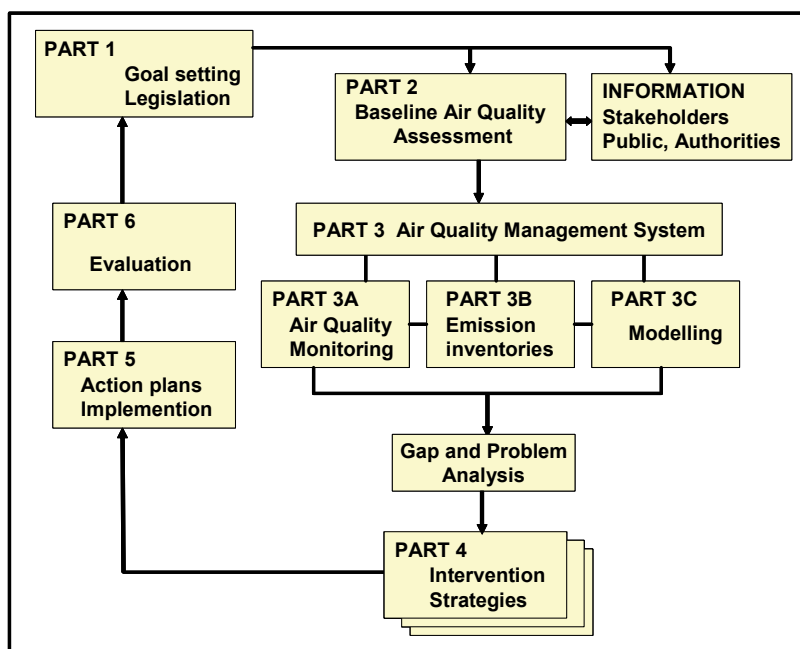 PART 1
Goal setting
Legislation
PART 2
Baseline Air Quality
Assessment
INFORMATION
Stakeholders
Public, Authorities
PART 6
Evaluation
PART 3 Air Quality Management System
PART 3A
Air Quality
Monitoring
PART 3B
Emission
inventories
PART 3C
Modelling
PART 5
Action plans
Implemention
Gap and Problem
Analysis
PART 4
Intervention
Strategies